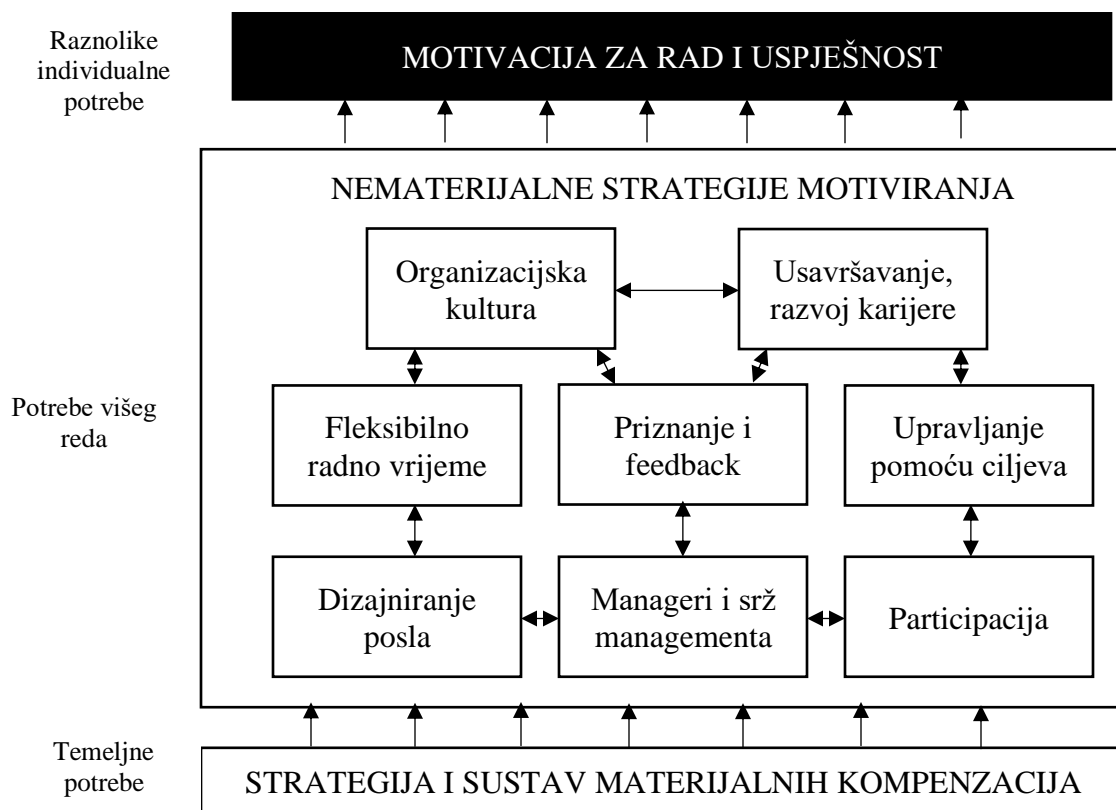 Raznolike
individualne
potrebe
MOTIVACIJA ZA RAD I USPJEŠNOST
NEMATERIJALNE STRATEGIJE MOTIVIRANJA
Organizacijska
kultura
Usavršavanje,
razvoj karijere
Potrebe višeg
reda
Fleksibilno
radno vrijeme
Priznanje i
feedback
Upravljanje
pomoću ciljeva
Dizajniranje
posla
Manageri i srž
managementa
Participacija
Temeljne
potrebe
STRATEGIJA I SUSTAV MATERIJALNIH KOMPENZACIJA